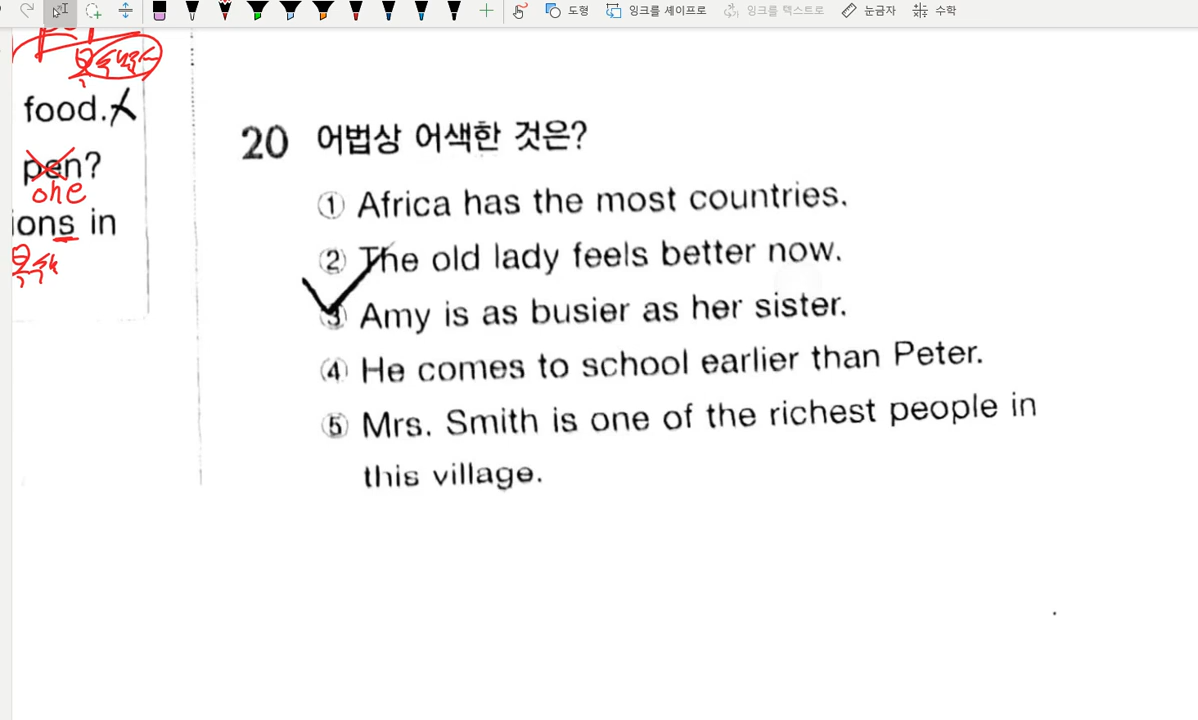 도형
잉크를 셰이프로
잉크를 텍스트로
눈금자
수학
food.
pen?
one
ions in
복수
20 어법상 어색한 것은?
① Africa has the most countries.
② The old lady feels better now.
③ Amy is as busier as her sister.
④ He comes to school earlier than Peter.
⑤ Mrs. Smith is one of the richest people in
this village.